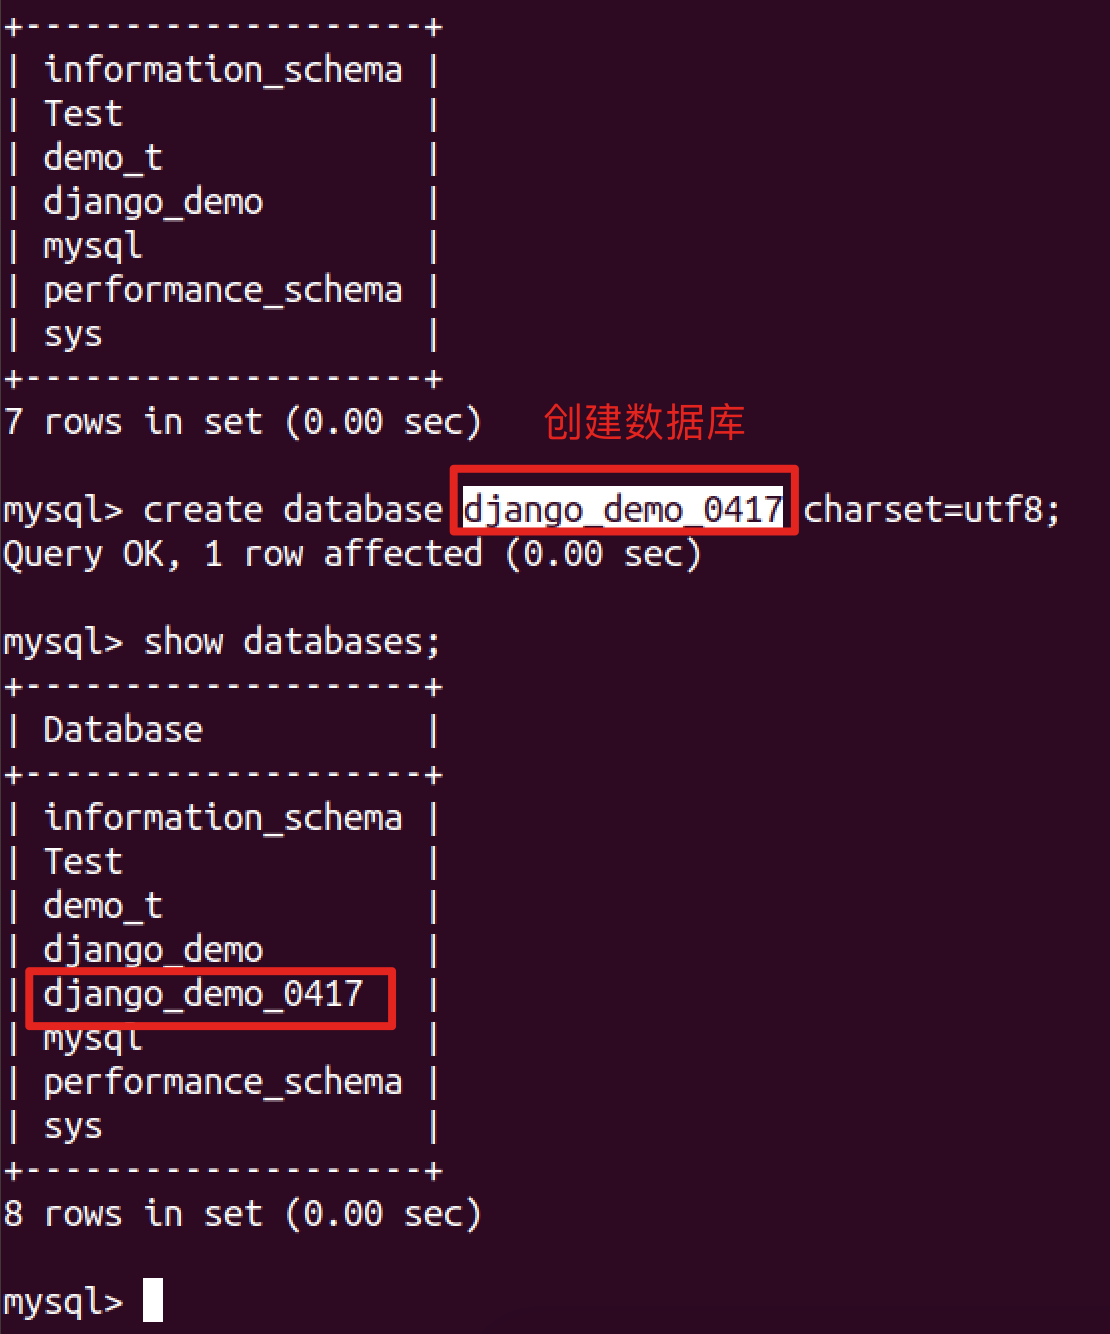 +--------------------+
| information_schema |
| Test               |
| demo_t             |
| django_demo        |
| mysql              |
| performance_schema |
| sys                |
+--------------------+
7 rows in set (0.00 sec) 创建数据库
mysql> create database django_demo_0417 charset=utf8;
Query OK, 1 row affected (0.00 sec)
mysql> show databases;
+--------------------+
| Database           |
+--------------------+
| information_schema |
| Test               |
| demo_t             |
| django_demo        |
| django_demo_0417   |
| mysql              |
| performance_schema |
| sys                |
+--------------------+
8 rows in set (0.00 sec)
mysql>